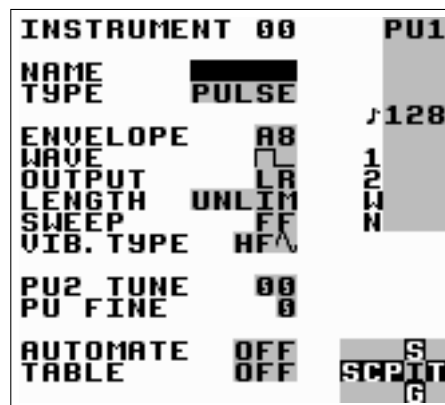 INSTRUMENT 00 PU1
NAME
TYPE PULSE
♪128
ENVELOPE A8
WAVE 1
OUTPUT LR 2
LENGTH UNLIM W
SWEEP FF N
VIB. TYPE HF
PU2 TUNE 00
PU FINE 0
AUTOMATE OFF S
TABLE OFF SCPIT
G